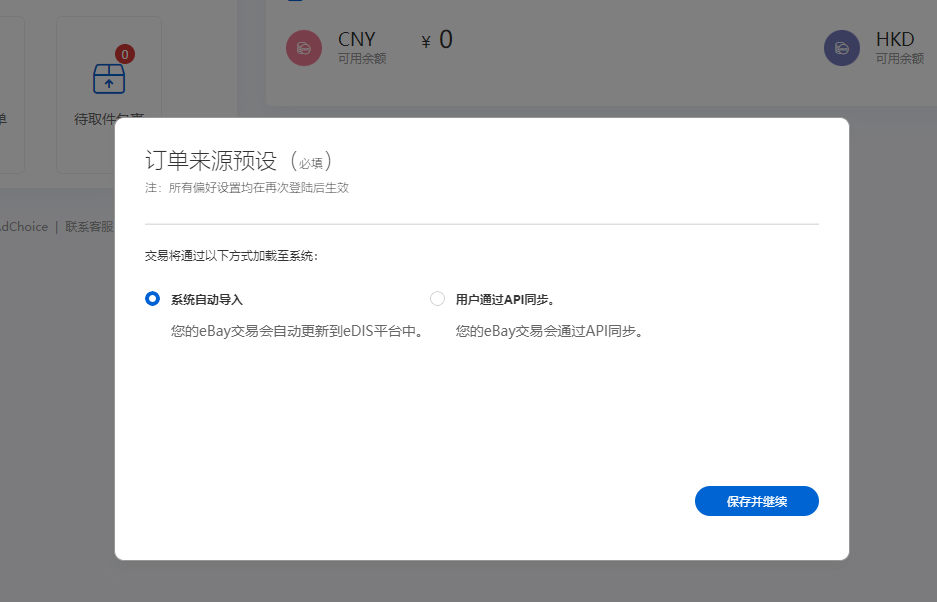 CNY
¥ 0
可用余额
HKD
可用余额
0
单
待取件包裹
订单来源预设（必填）
注：所有偏好设置均在再次登陆后生效
dChoice | 联系客服
交易将通过以下方式加载至系统：
系统自动导入
您的eBay交易会自动更新到eDIS平台中。
用户通过API同步。
您的eBay交易会通过API同步。
保存并继续